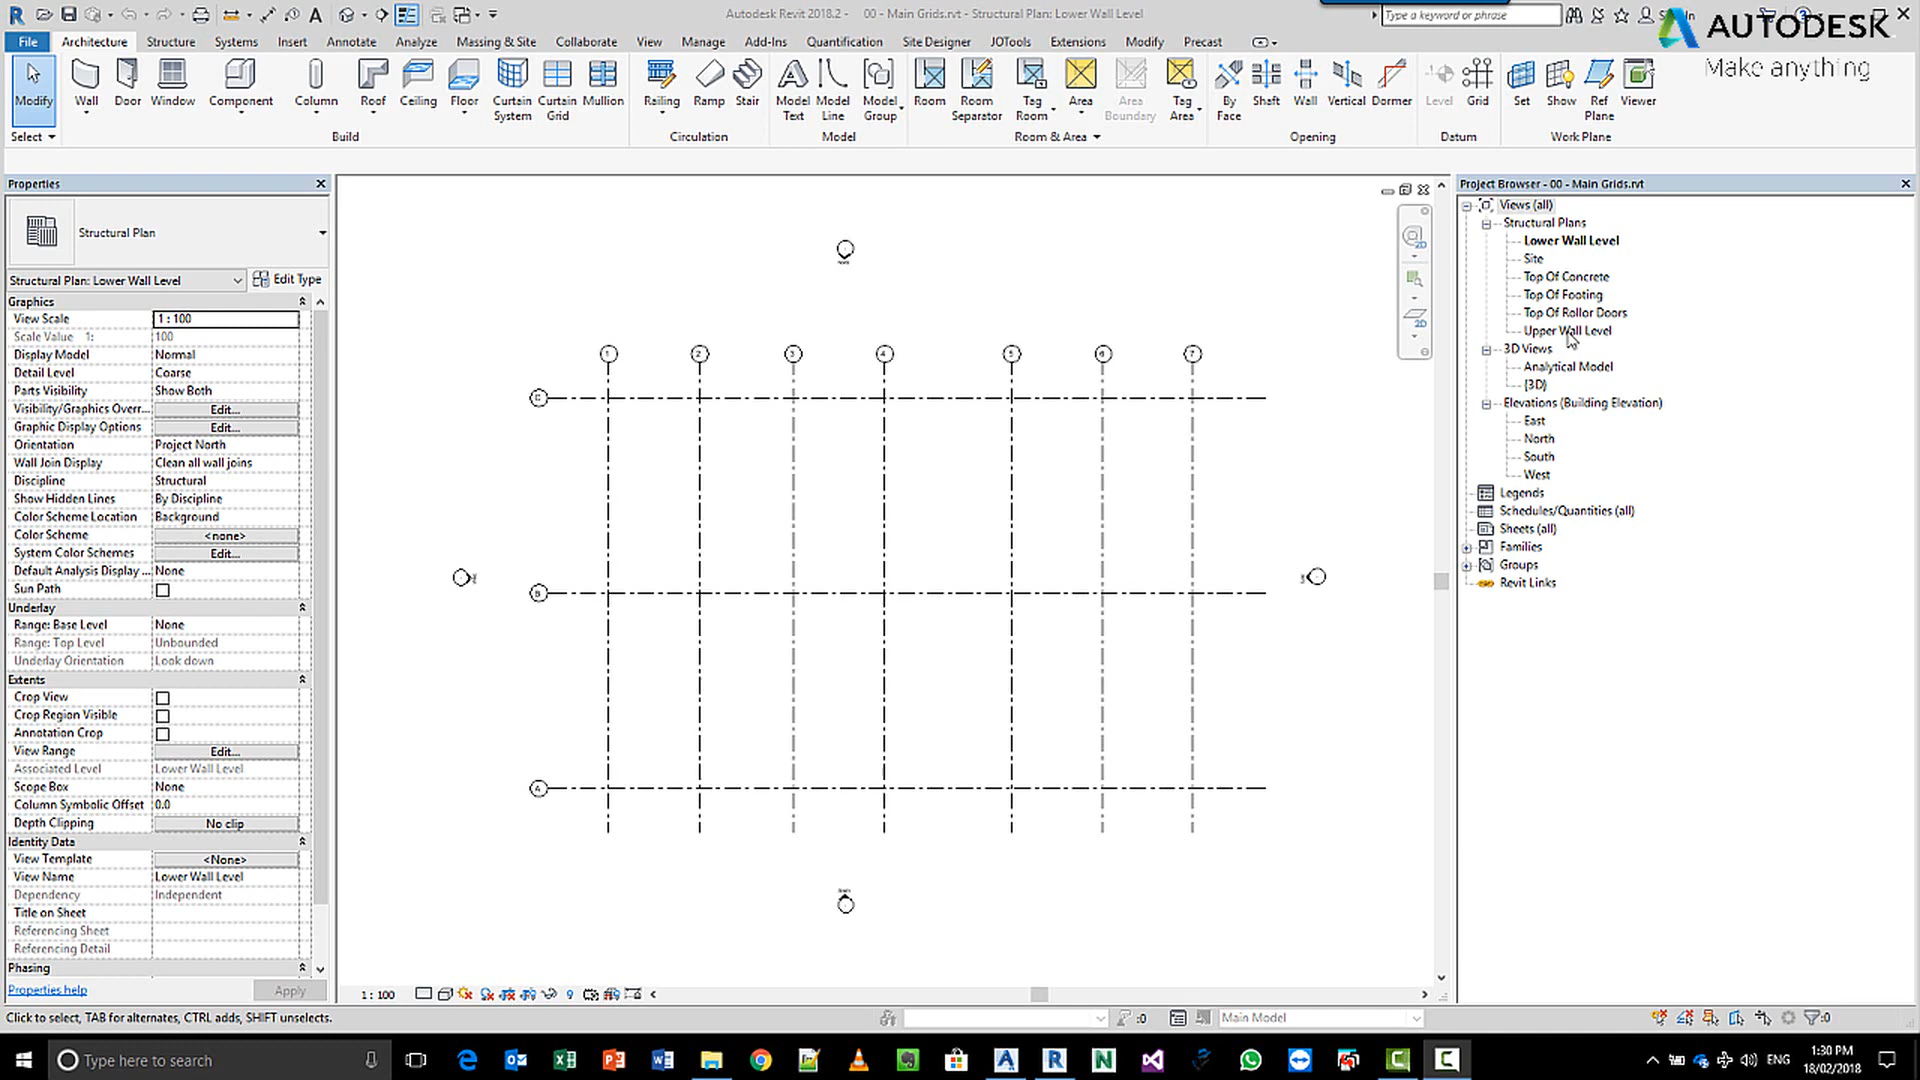 Autodesk Revit 2018.2 -    00 - Main Grids.rvt - Structural Plan: Lower Wall Level
Type a keyword or phrase
AUTODESK
Make anything
File Architecture Structure Systems Insert Annotate Analyze Massing & Site Collaborate View Manage Add-Ins Quantification Site Designer JOTools Extensions Modify Precast
Modify Wall Door Window Component Column Roof Ceiling Floor Curtain System Curtain Grid Mullion Railing Ramp Stair Model Text Model Line Model Group Room Room Separator Tag Room Area Area Boundary Tag Area By Face Shaft Wall Vertical Dormer Level Grid Set Show Ref Plane Viewer
Select Build Circulation Model Room & Area Opening Datum Work Plane
Properties
Structural Plan
Structural Plan: Lower Wall Level Edit Type
Graphics
View Scale 1 : 100
Scale Value 1: 100
Display Model Normal
Detail Level Coarse
Parts Visibility Show Both
Visibility/Graphics Overr... Edit...
Graphic Display Options Edit...
Orientation Project North
Wall Join Display Clean all wall joins
Discipline Structural
Show Hidden Lines By Discipline
Color Scheme Location Background
Color Scheme <none>
System Color Schemes Edit...
Default Analysis Display ... None
Sun Path
Underlay
Range: Base Level None
Range: Top Level Unbounded
Underlay Orientation Look down
Extents
Crop View
Crop Region Visible
Annotation Crop
View Range Edit...
Associated Level Lower Wall Level
Scope Box None
Column Symbolic Offset 0.0
Depth Clipping No clip
Identity Data
View Template <None>
View Name Lower Wall Level
Dependency Independent
Title on Sheet
Referencing Sheet
Referencing Detail
Phasing
Properties help Apply
1 2 3 4 5 6 7
C
B
A
2D
2D
1 : 100
Project Browser - 00 - Main Grids.rvt
Views (all)
Structural Plans
Lower Wall Level
Site
Top Of Concrete
Top Of Footing
Top Of Rollor Doors
Upper Wall Level
3D Views
Analytical Model
{3D}
Elevations (Building Elevation)
East
North
South
West
Legends
Schedules/Quantities (all)
Sheets (all)
Families
Groups
Revit Links
Click to select, TAB for alternates, CTRL adds, SHIFT unselects. :0 Main Model :0
Type here to search ENG 1:30 PM
18/02/2018